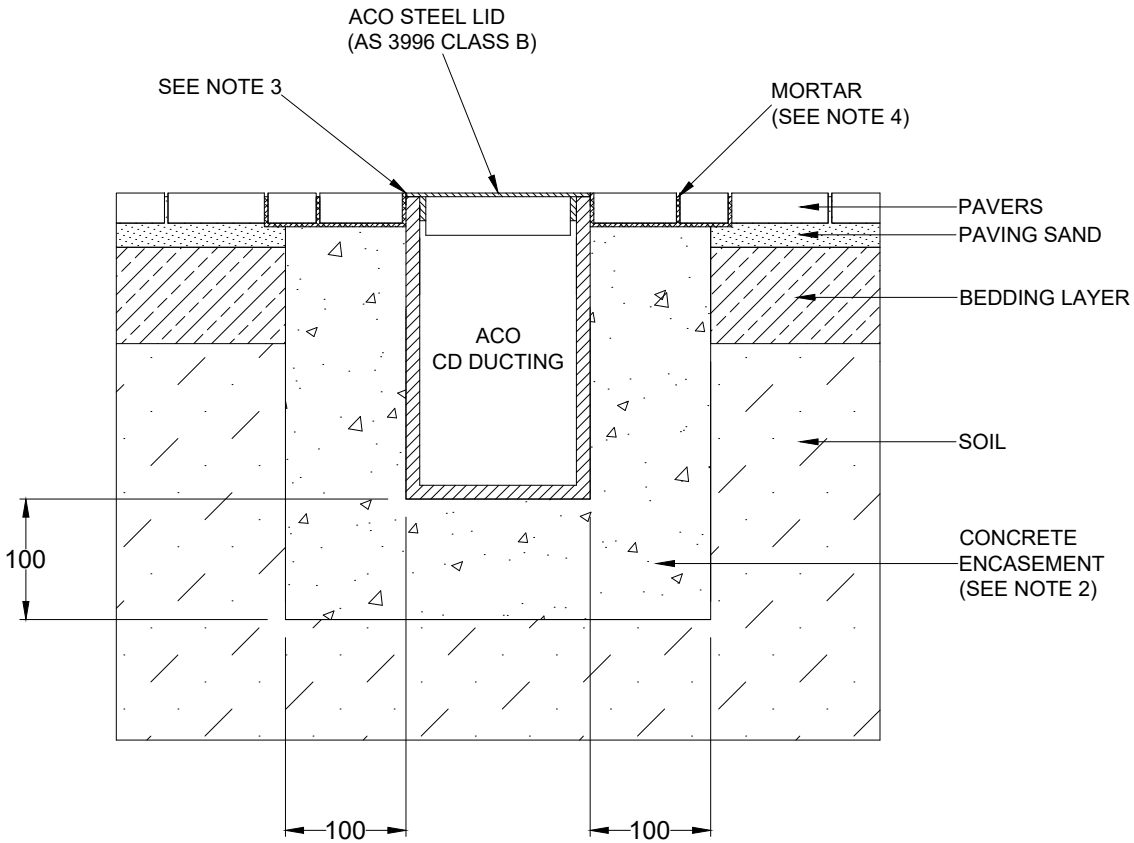 ACO STEEL LID
(AS 3996 CLASS B)
SEE NOTE 3
MORTAR
(SEE NOTE 4)
PAVERS
PAVING SAND
BEDDING LAYER
ACO
CD DUCTING
SOIL
CONCRETE
ENCASEMENT
(SEE NOTE 2)
100
100
100